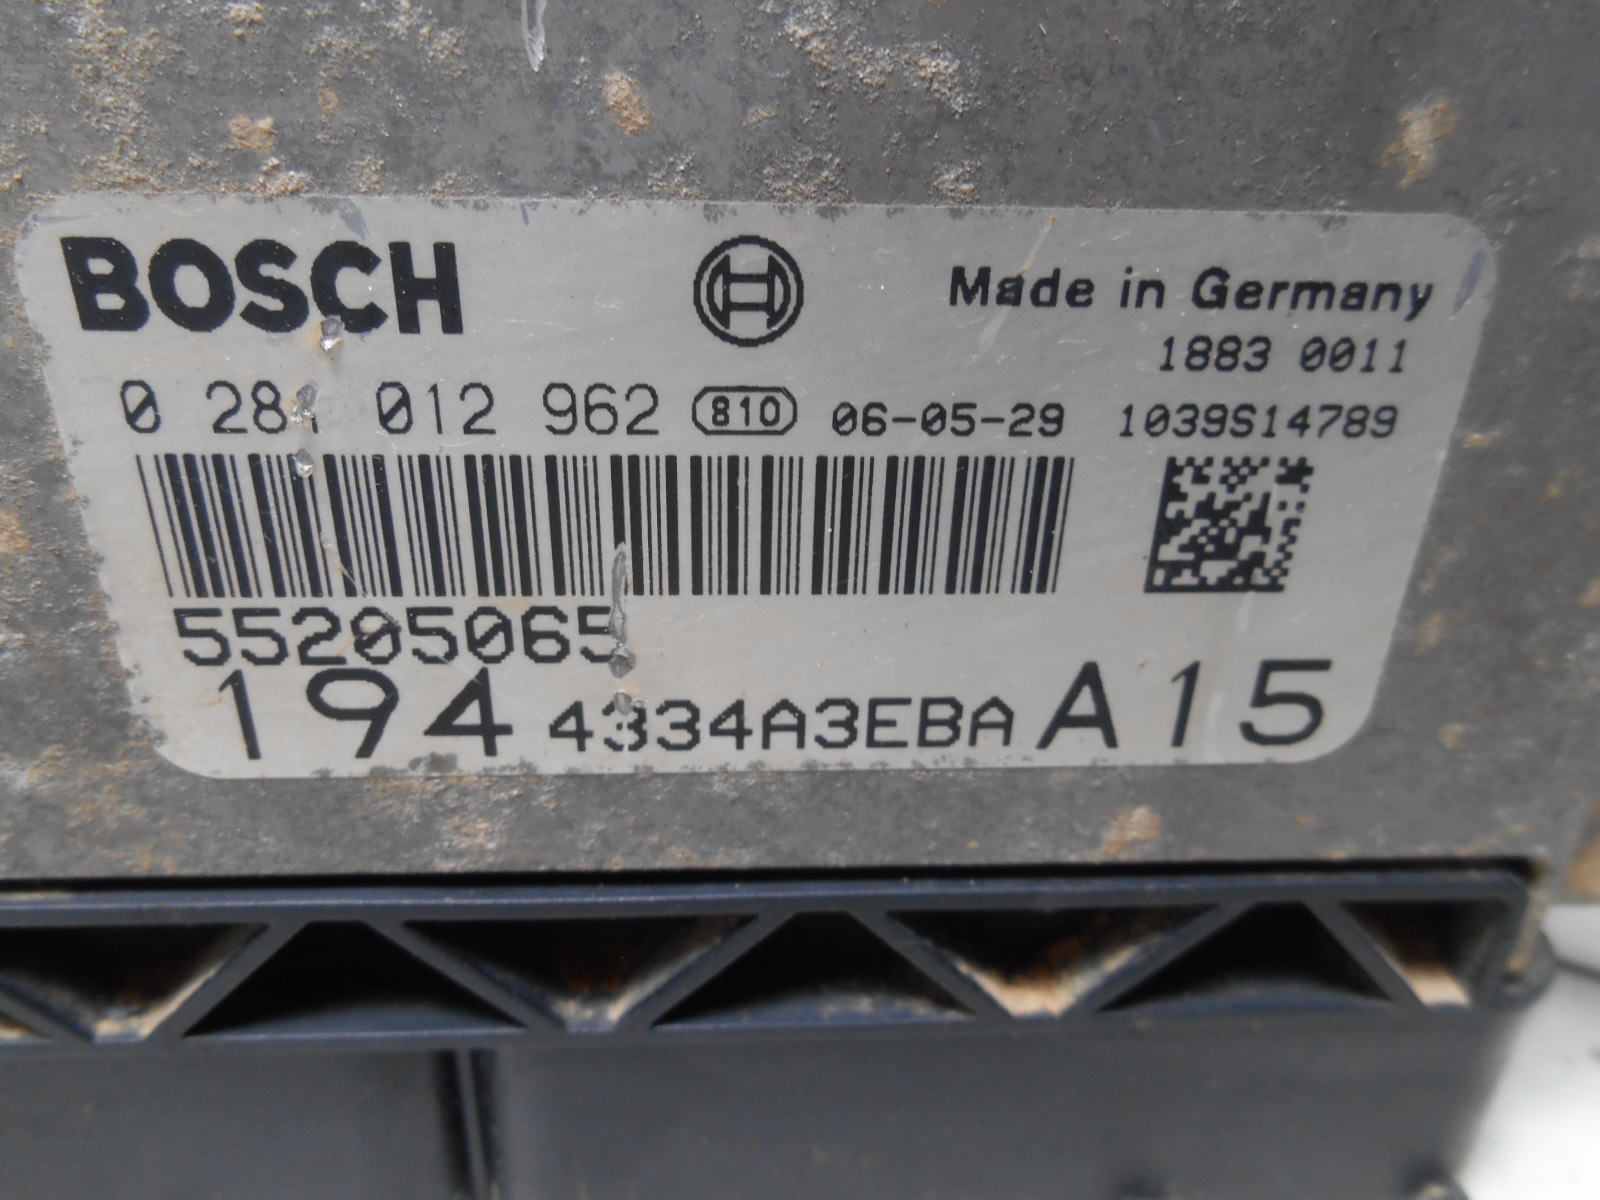 BOSCH
Made in Germany
1883 0011
0 281 012 962 810 06-05-29 1039S14789
55205065
194 4334A3EBA A15